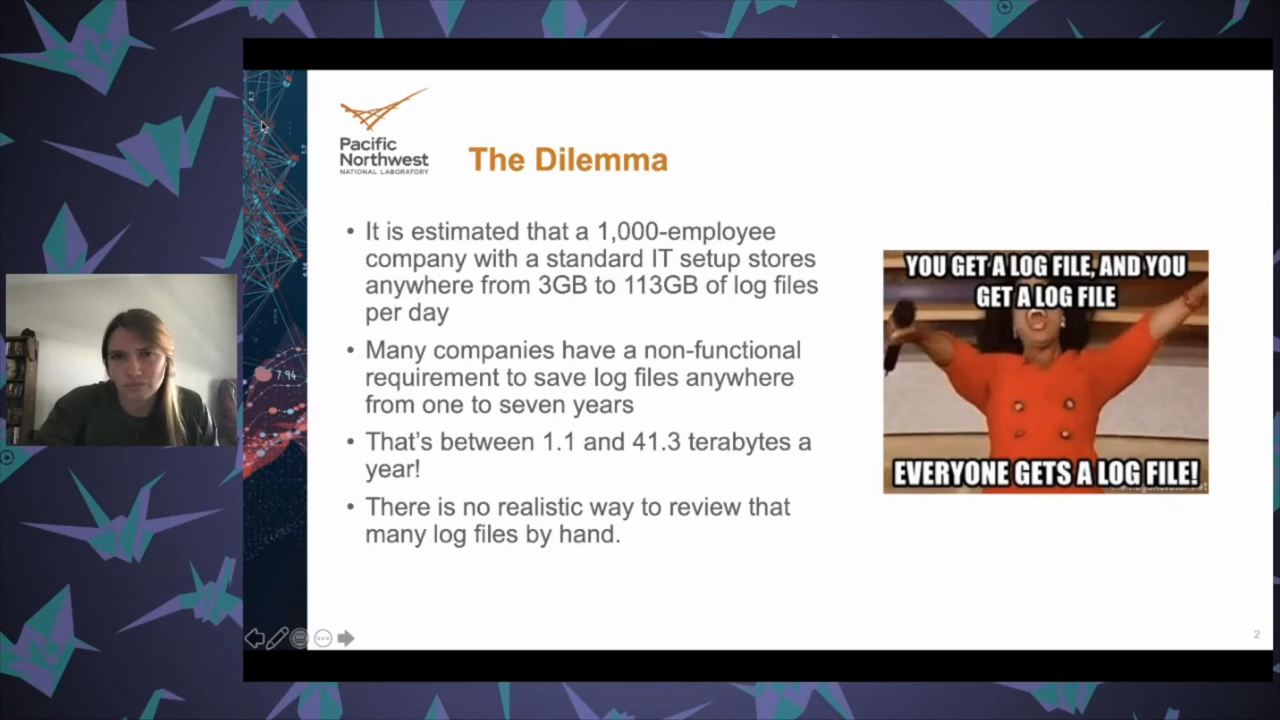 Pacific
Northwest
NATIONAL LABORATORY
The Dilemma
• It is estimated that a 1,000-employee
company with a standard IT setup stores
anywhere from 3GB to 113GB of log files
per day
• Many companies have a non-functional
requirement to save log files anywhere
from one to seven years
• That's between 1.1 and 41.3 terabytes a
year!
• There is no realistic way to review that
many log files by hand.
YOU GET A LOG FILE, AND YOU
GET A LOG FILE
EVERYONE GETS A LOG FILE!
7.94
2